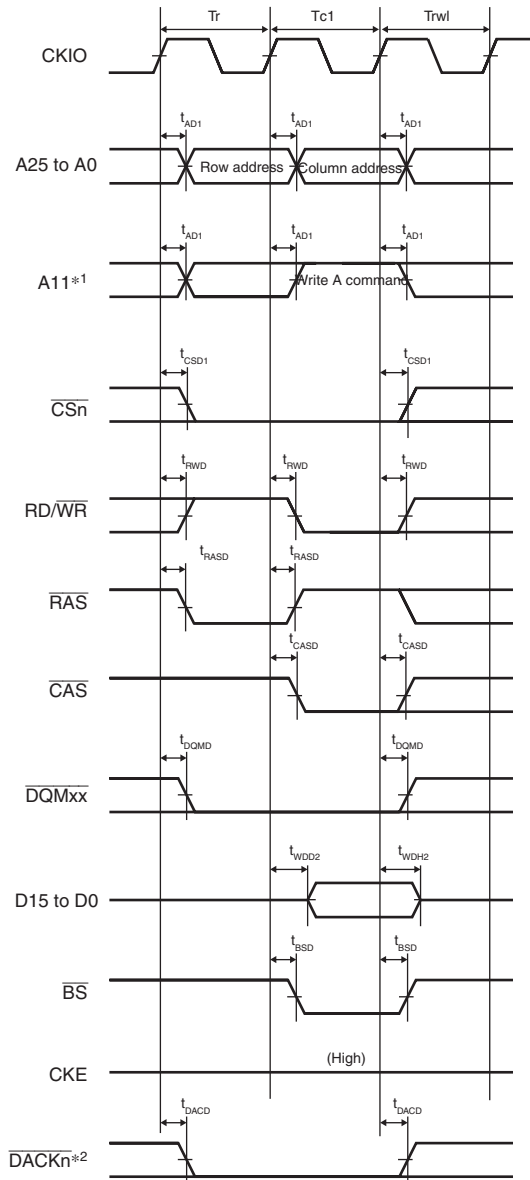 Tr Tc1 Trwl
CKIO
tAD1 tAD1 tAD1
A25 to A0 Row address Column address
tAD1 tAD1 tAD1
A11*1 Write A command
tCSD1 tCSD1
CSn
tRWD tRWD tRWD
RD/WR
tRASD tRASD
RAS
tCASD tCASD
CAS
tDQMD tDQMD
DQMxx
tWDD2 tWDH2
D15 to D0
tBSD tBSD
BS
(High)
CKE
tDACD tDACD
DACKn*2